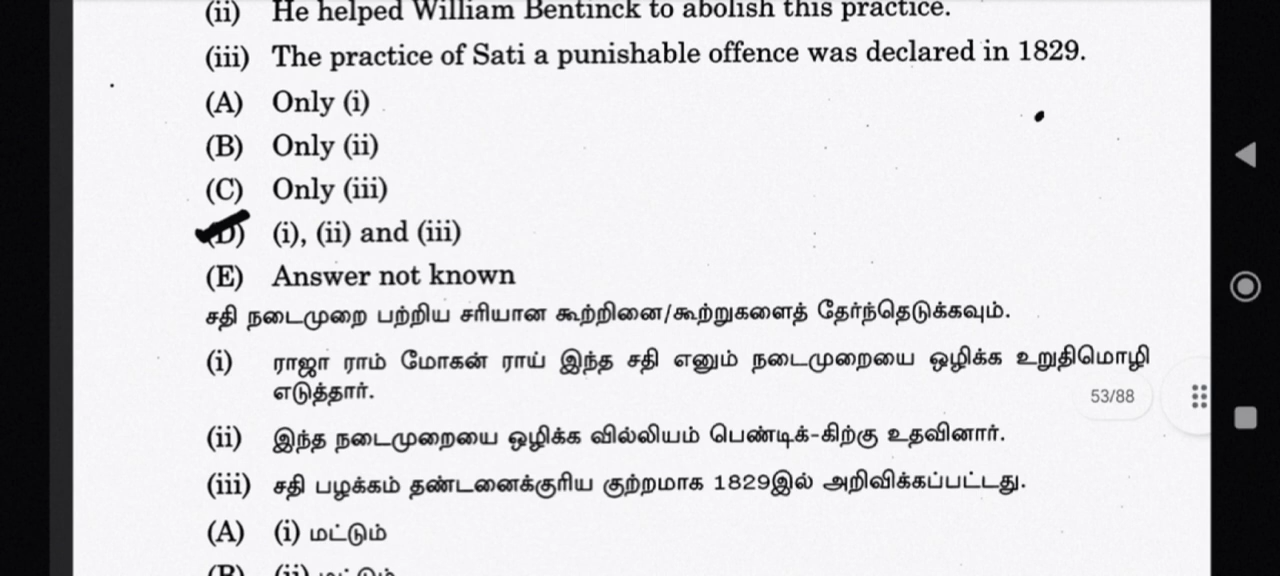 (ii) He helped William Bentinck to abolish this practice.
(iii) The practice of Sati a punishable offence was declared in 1829.
(A) Only (i)
(B) Only (ii)
(C) Only (iii)
(D) (i), (ii) and (iii)
(E) Answer not known
சதி நடைமுறை பற்றிய சரியான கூற்றினை/கூற்றுகளைத் தேர்ந்தெடுக்கவும்.
(i) ராஜா ராம் மோகன் ராய் இந்த சதி எனும் நடைமுறையை ஒழிக்க உறுதிமொழி
எடுத்தார்.
53/88
(ii) இந்த நடைமுறையை ஒழிக்க வில்லியம் பெண்டிக்-கிற்கு உதவினார்.
(iii) சதி பழக்கம் தண்டனைக்குரிய குற்றமாக 1829இல் அறிவிக்கப்பட்டது.
(A) (i) மட்டும்
(B) (ii) மட்டும்